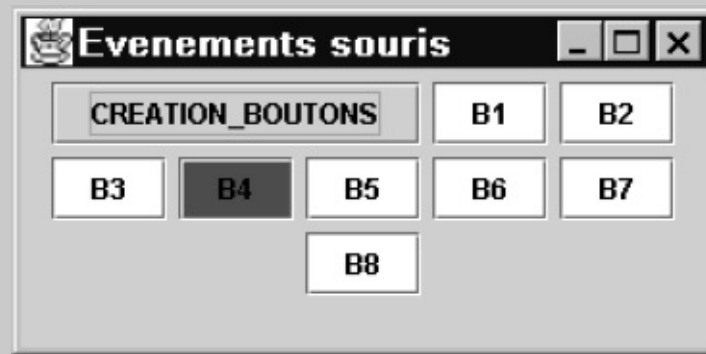 Evenements souris
CREATION_BOUTONS B1 B2
B3 B4 B5 B6 B7
B8